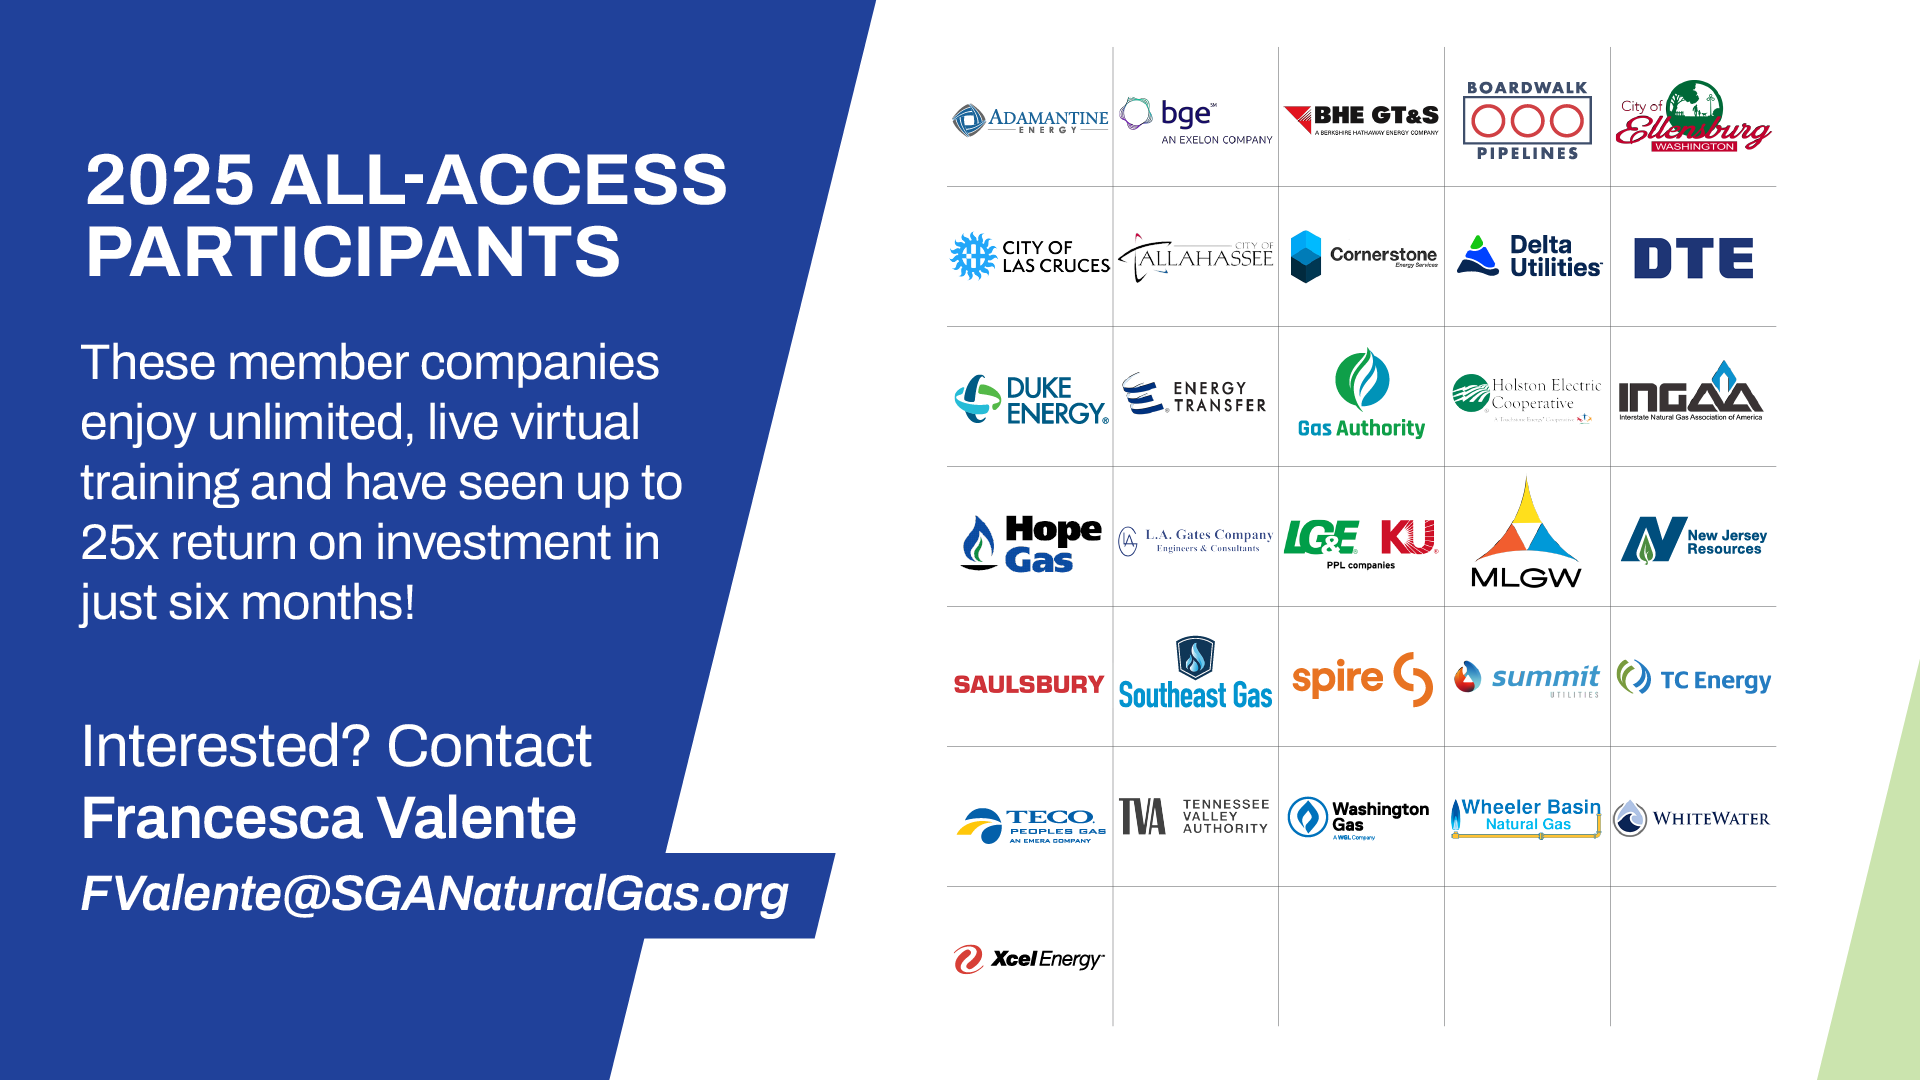 2025 ALL-ACCESS
PARTICIPANTS
These member companies
enjoy unlimited, live virtual
training and have seen up to
25x return on investment in
just six months!
Interested? Contact
Francesca Valente
FValente@SGANaturalGas.org
ADAMANTINE
ENERGY
bge℠
AN EXELON COMPANY
BHE GT&S
A BERKSHIRE HATHAWAY ENERGY COMPANY
BOARDWALK
PIPELINES
City of
Ellensburg
WASHINGTON
CITY OF
LAS CRUCES
CITY OF
TALLAHASSEE
Cornerstone
Energy Services
Delta
Utilities™
DTE
DUKE
ENERGY®
ENERGY
TRANSFER
Gas Authority
Holston Electric
Cooperative
INGAA
Interstate Natural Gas Association of America
Hope
Gas
LA
L.A. Gates Company
Engineers & Consultants
LG&E KU
PPL companies
MLGW
New Jersey
Resources
SAULSBURY
Southeast Gas
spire
summit
UTILITIES
TC Energy
TECO
PEOPLES GAS
AN EMERA COMPANY
TVA
TENNESSEE
VALLEY
AUTHORITY
Washington
Gas
A WGL Company
Wheeler Basin
Natural Gas
WHITEWATER
Xcel Energy